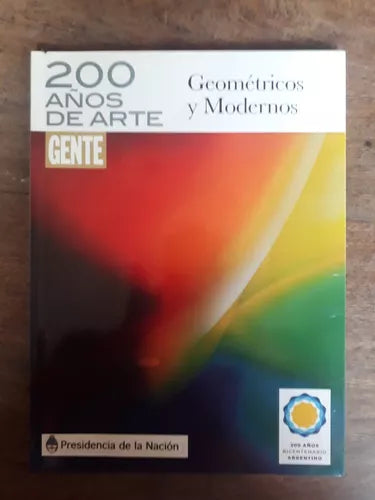 200
AÑOS
DE ARTE
GENTE
Geométricos
y Modernos
Presidencia de la Nación
200 AÑOS
BICENTENARIO
ARGENTINO